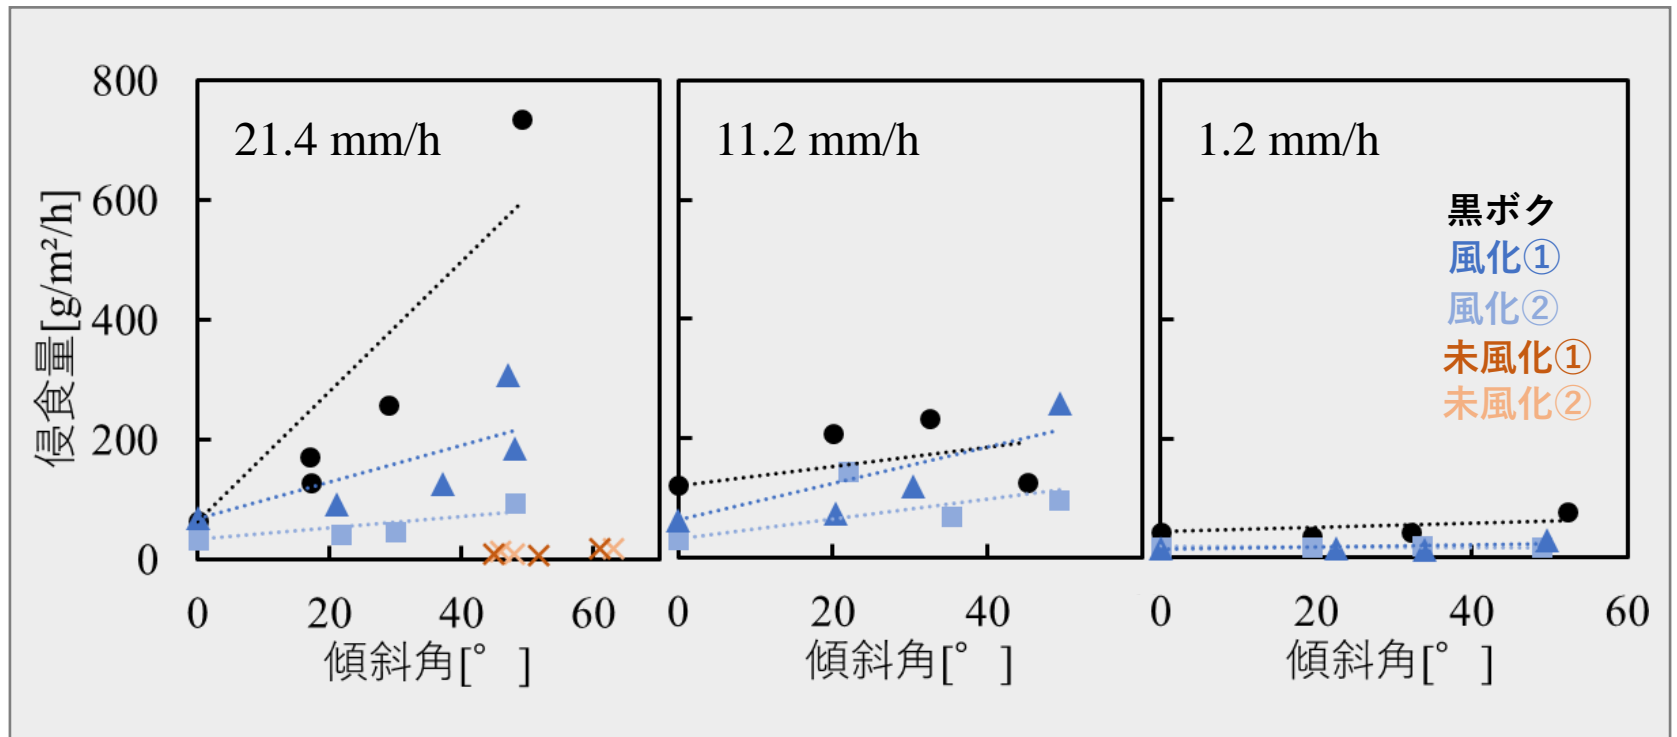 侵食量[g/m²/h]
800
600
400
200
0
21.4 mm/h
0 20 40 60
傾斜角[° ]
11.2 mm/h
0 20 40
傾斜角[° ]
1.2 mm/h
黒ボク
風化①
風化②
未風化①
未風化②
0 20 40 60
傾斜角[° ]